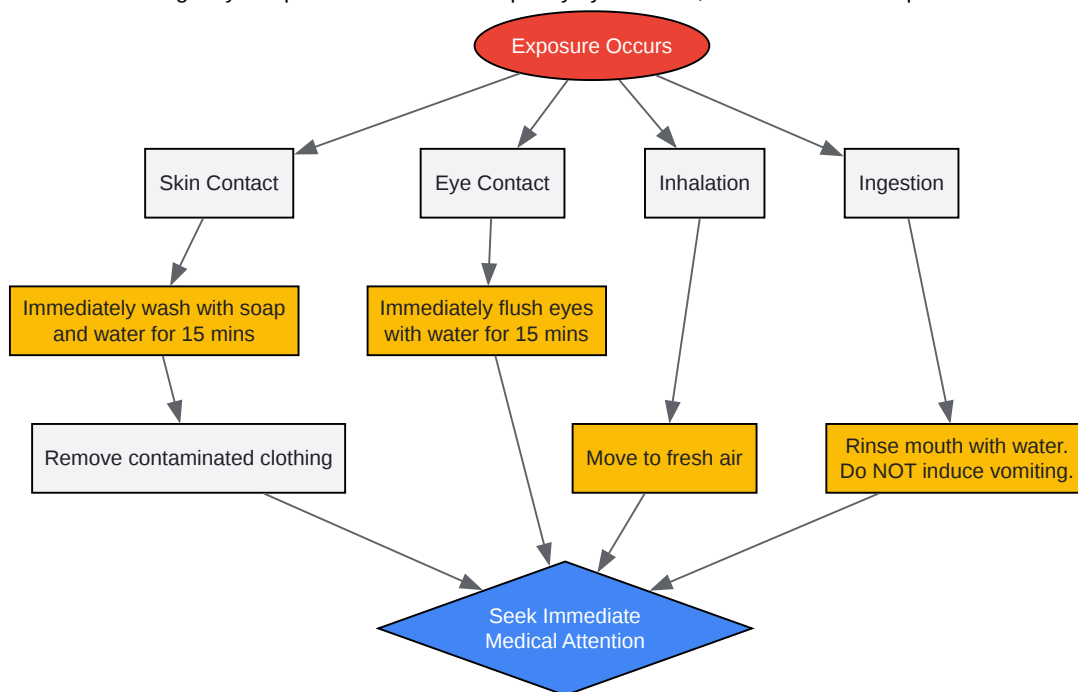 Exposure Occurs
Skin Contact
Eye Contact
Inhalation
Ingestion
Immediately wash with soap
and water for 15 mins
Immediately flush eyes
with water for 15 mins
Remove contaminated clothing
Move to fresh air
Rinse mouth with water.
Do NOT induce vomiting.
Seek Immediate
Medical Attention